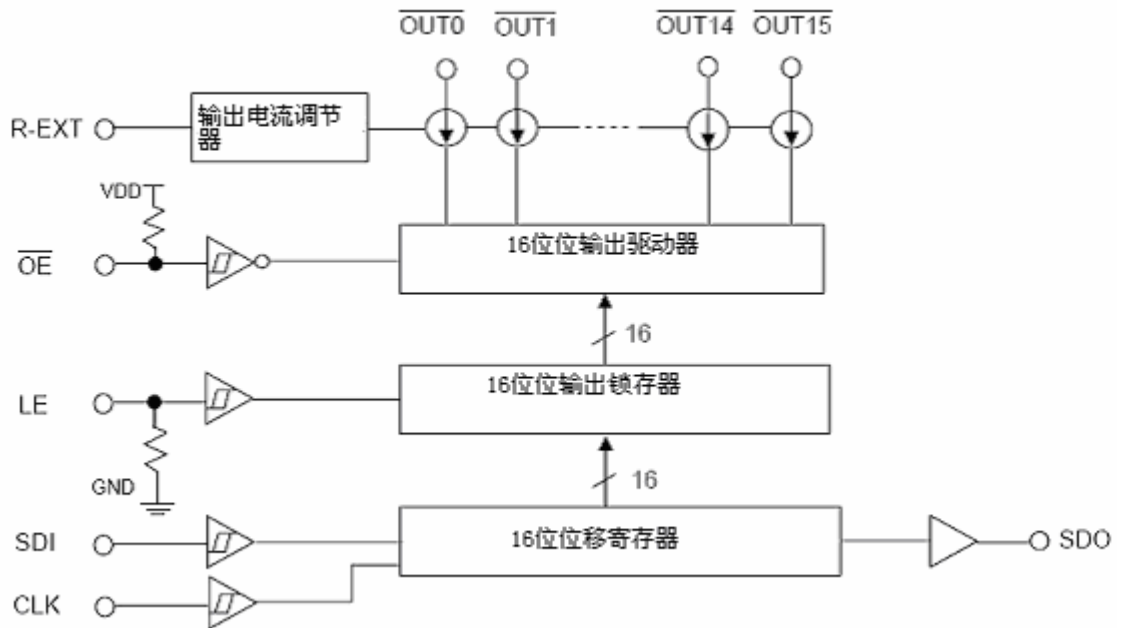 OUT0 OUT1 OUT14 OUT15
R-EXT
输出电流调节
器
VDD
OE
16位位输出驱动器
16
LE
16位位输出锁存器
GND
16
SDI
16位位移寄存器
SDO
CLK